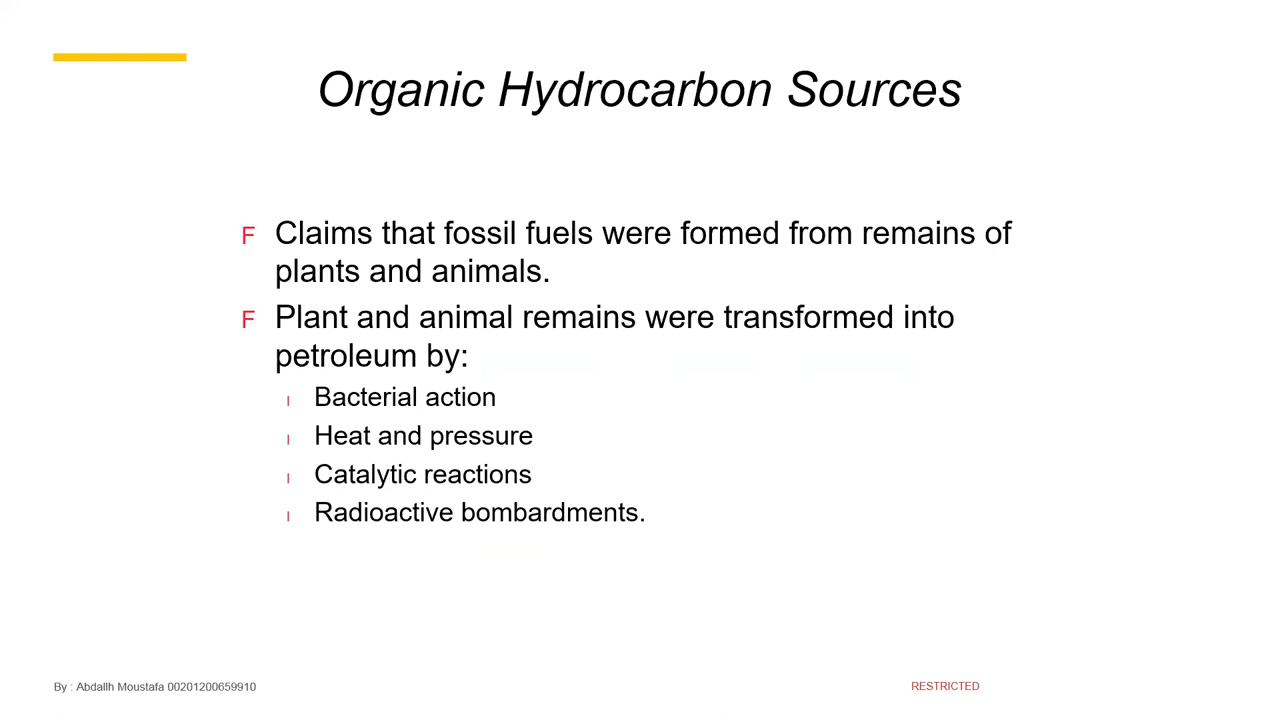 Organic Hydrocarbon Sources
F Claims that fossil fuels were formed from remains of
plants and animals.
F Plant and animal remains were transformed into
petroleum by:
l Bacterial action
l Heat and pressure
l Catalytic reactions
l Radioactive bombardments.
By : Abdallh Moustafa 00201200659910
RESTRICTED